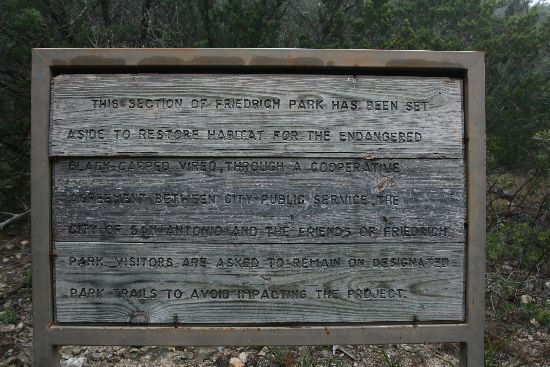 THIS SECTION OF FRIEDRICH PARK HAS BEEN SET
ASIDE TO RESTORE HABITAT FOR THE ENDANGERED
BLACK-CAPPED VIREO, THROUGH A COOPERATIVE
AGREEMENT BETWEEN CITY PUBLIC SERVICE, THE
CITY OF SAN ANTONIO AND THE FRIENDS OF FRIEDRICH
PARK. VISITORS ARE ASKED TO REMAIN ON DESIGNATED
PARK TRAILS TO AVOID IMPACTING THE PROJECT.